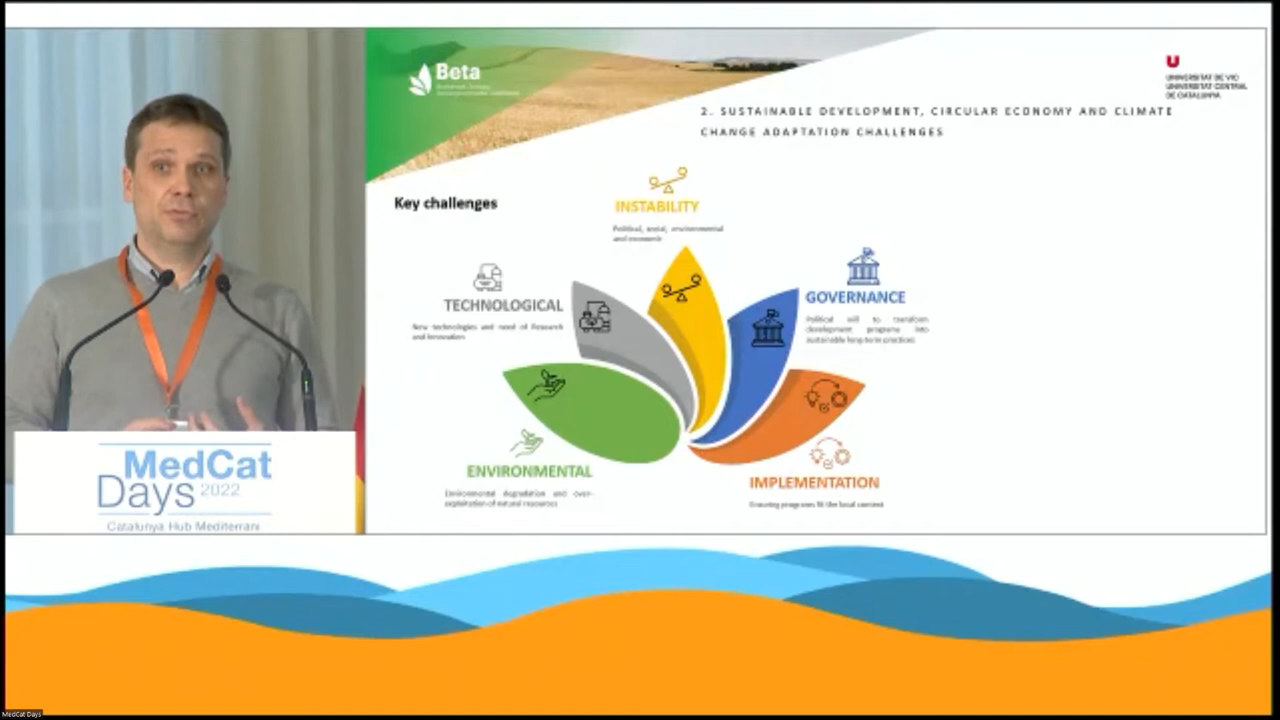 Beta
UNIVERSITAT DE VIC
UNIVERSITAT CENTRAL
DE CATALUNYA
2. SUSTAINABLE DEVELOPMENT, CIRCULAR ECONOMY AND CLIMATE
CHANGE ADAPTATION CHALLENGES
Key challenges
INSTABILITY
Political, social, environmental
and economic
TECHNOLOGICAL
New technologies and need of Research
and Innovation
GOVERNANCE
Political will to transform
development programs into
sustainable long-term practices
ENVIRONMENTAL
Environmental degradation and over-
exploitation of natural resources
IMPLEMENTATION
Ensuring programs fit the local context
MedCat
Days 2022
Catalunya Hub Mediterrani
MedCat Days